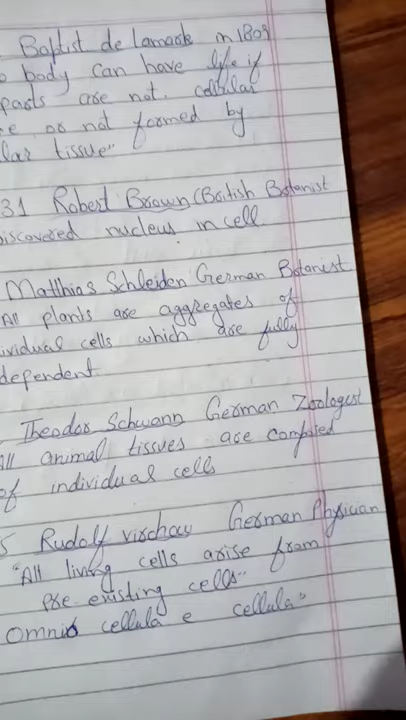 Baptist de lamark in 1809
body can have life if
parts are not cellular
e or not formed by
lar tissue"
31 Robert Brown (British Botanist
iscovered nucleus in cell
Matthias Schleiden German Botanist
All plants are aggregates of
ividual cells which are fully
dependent
Theodor Schwann German Zoologist
All animal tissues are composed
of individual cells
5 Rudolf virchow German Physician
"All living cells arise from
Pre existing cells"
omnis cellula e cellula"